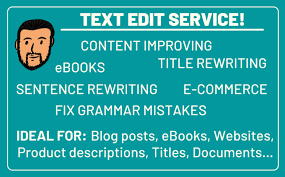 TEXT EDIT SERVICE!
CONTENT IMPROVING
eBOOKS
TITLE REWRITING
SENTENCE REWRITING
E-COMMERCE
FIX GRAMMAR MISTAKES
IDEAL FOR: Blog posts, eBooks, Websites,
Product descriptions, Titles, Documents...